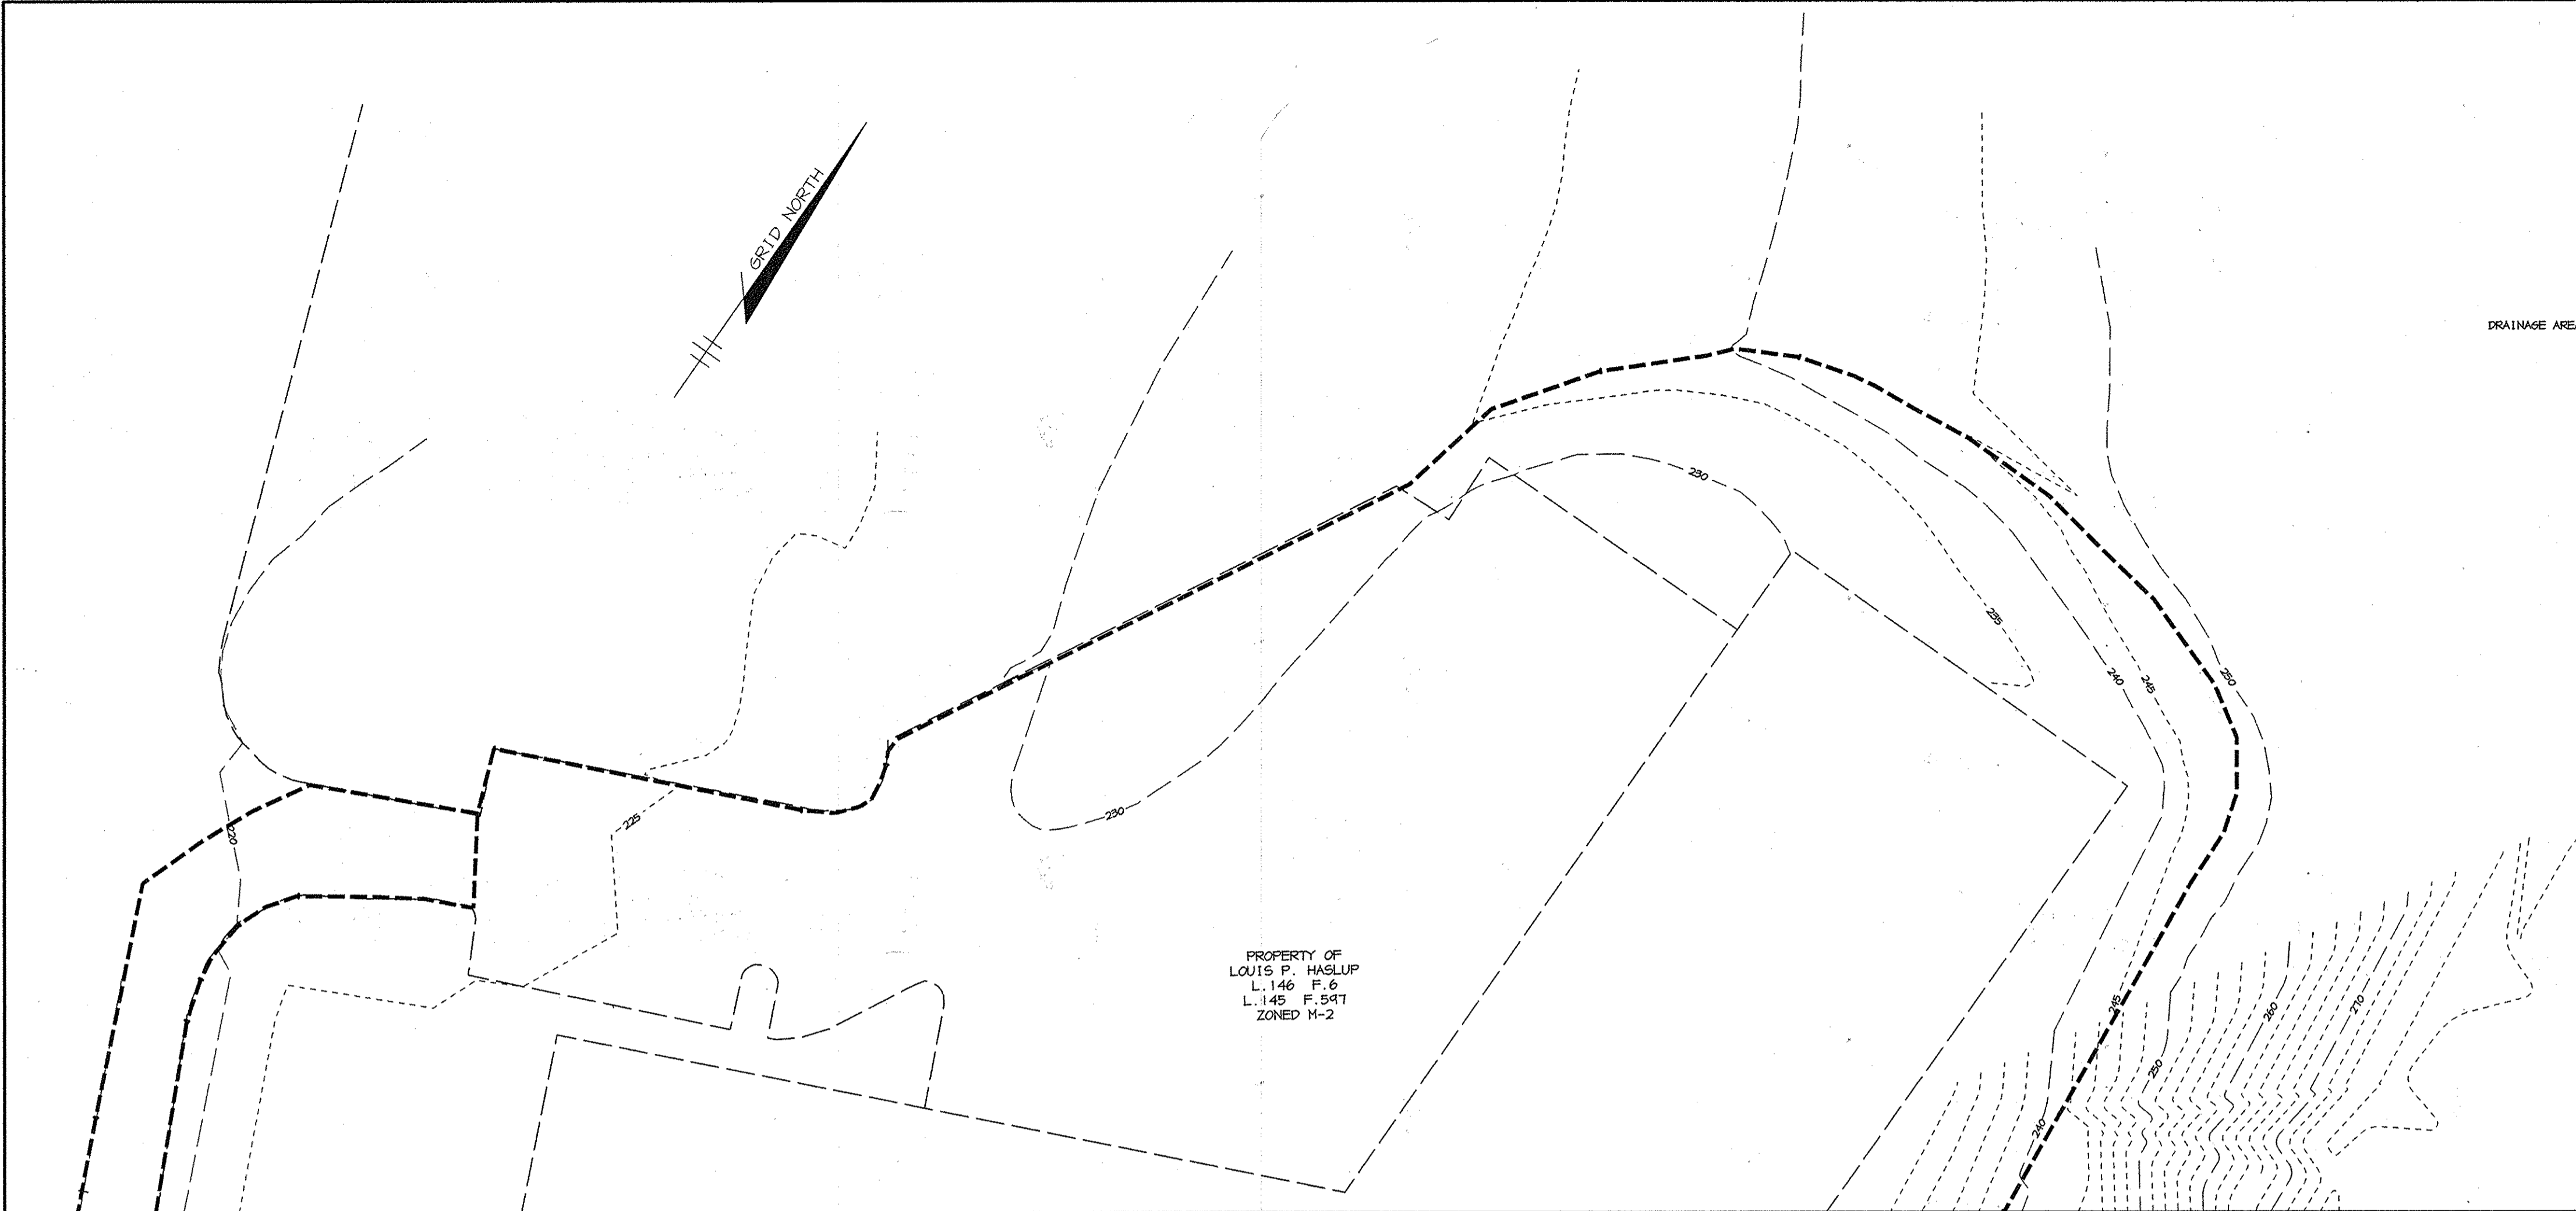 GRID NORTH
DRAINAGE ARE
230
235
240
245
250
220
225
230
PROPERTY OF
LOUIS P. HASLUP
L.146 F.6
L.145 F.597
ZONED M-2
245
260
270
250
240